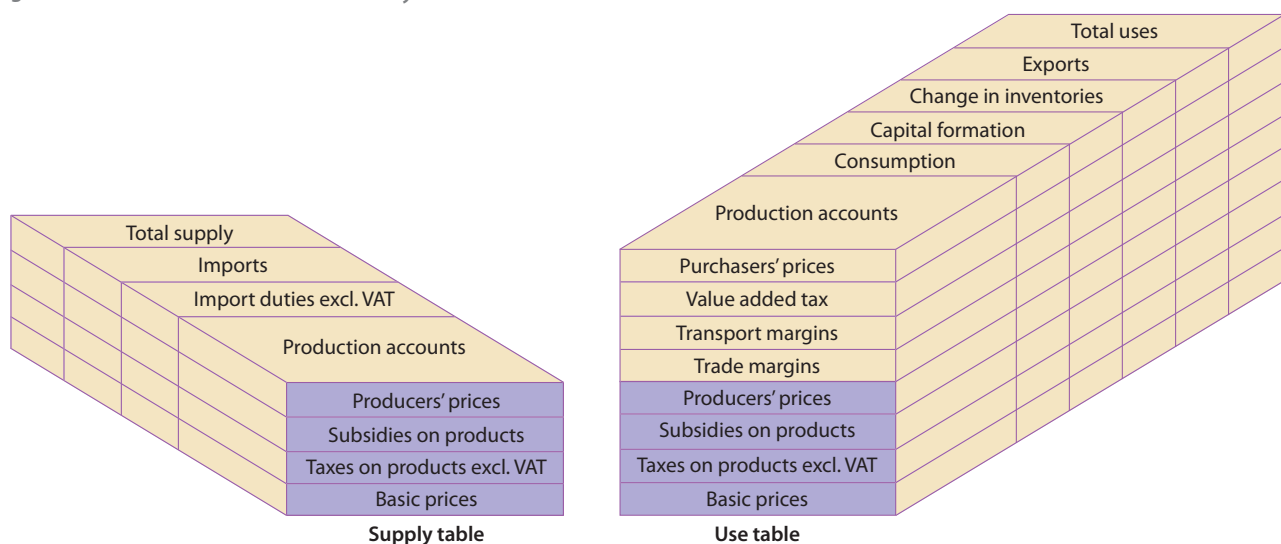 Total supply
Imports
Import duties excl. VAT
Production accounts
Producers' prices
Subsidies on products
Taxes on products excl. VAT
Basic prices
Supply table
Total uses
Exports
Change in inventories
Capital formation
Consumption
Production accounts
Purchasers' prices
Value added tax
Transport margins
Trade margins
Producers' prices
Subsidies on products
Taxes on products excl. VAT
Basic prices
Use table